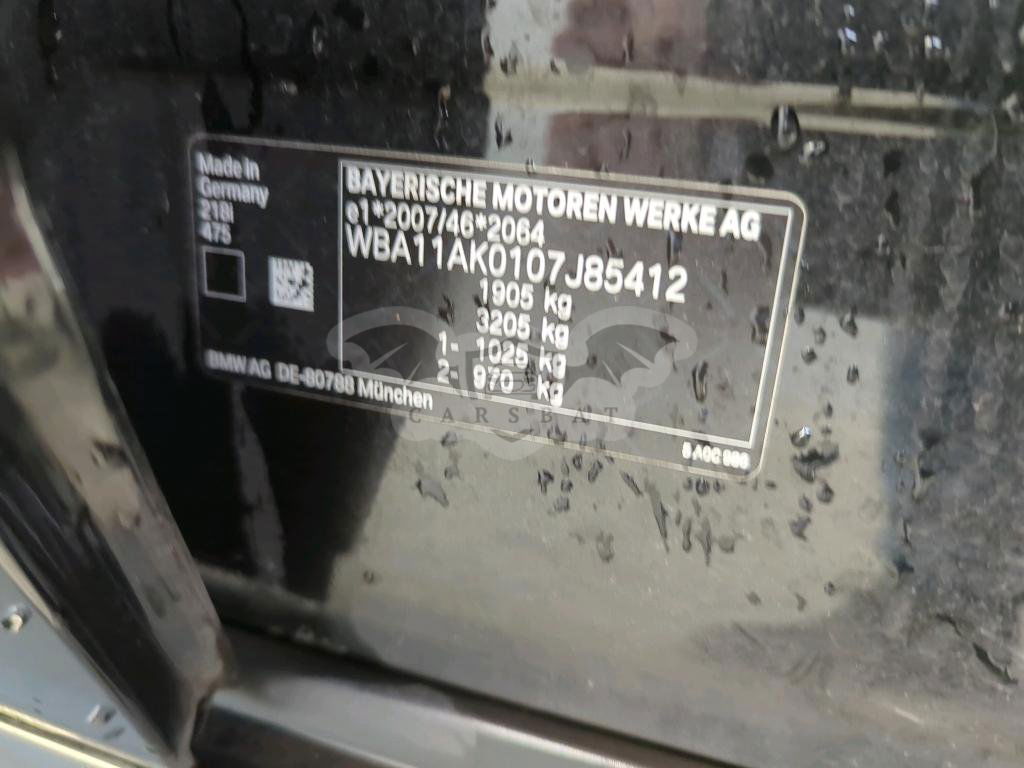 Made in
Germany
218i
475
BAYERISCHE MOTOREN WERKE AG
e1*2007/46*2064
WBA11AK0107J85412
1905 kg
3205 kg
1- 1025 kg
2- 970 kg
BMW AG DE-80788 München
CARSBAT